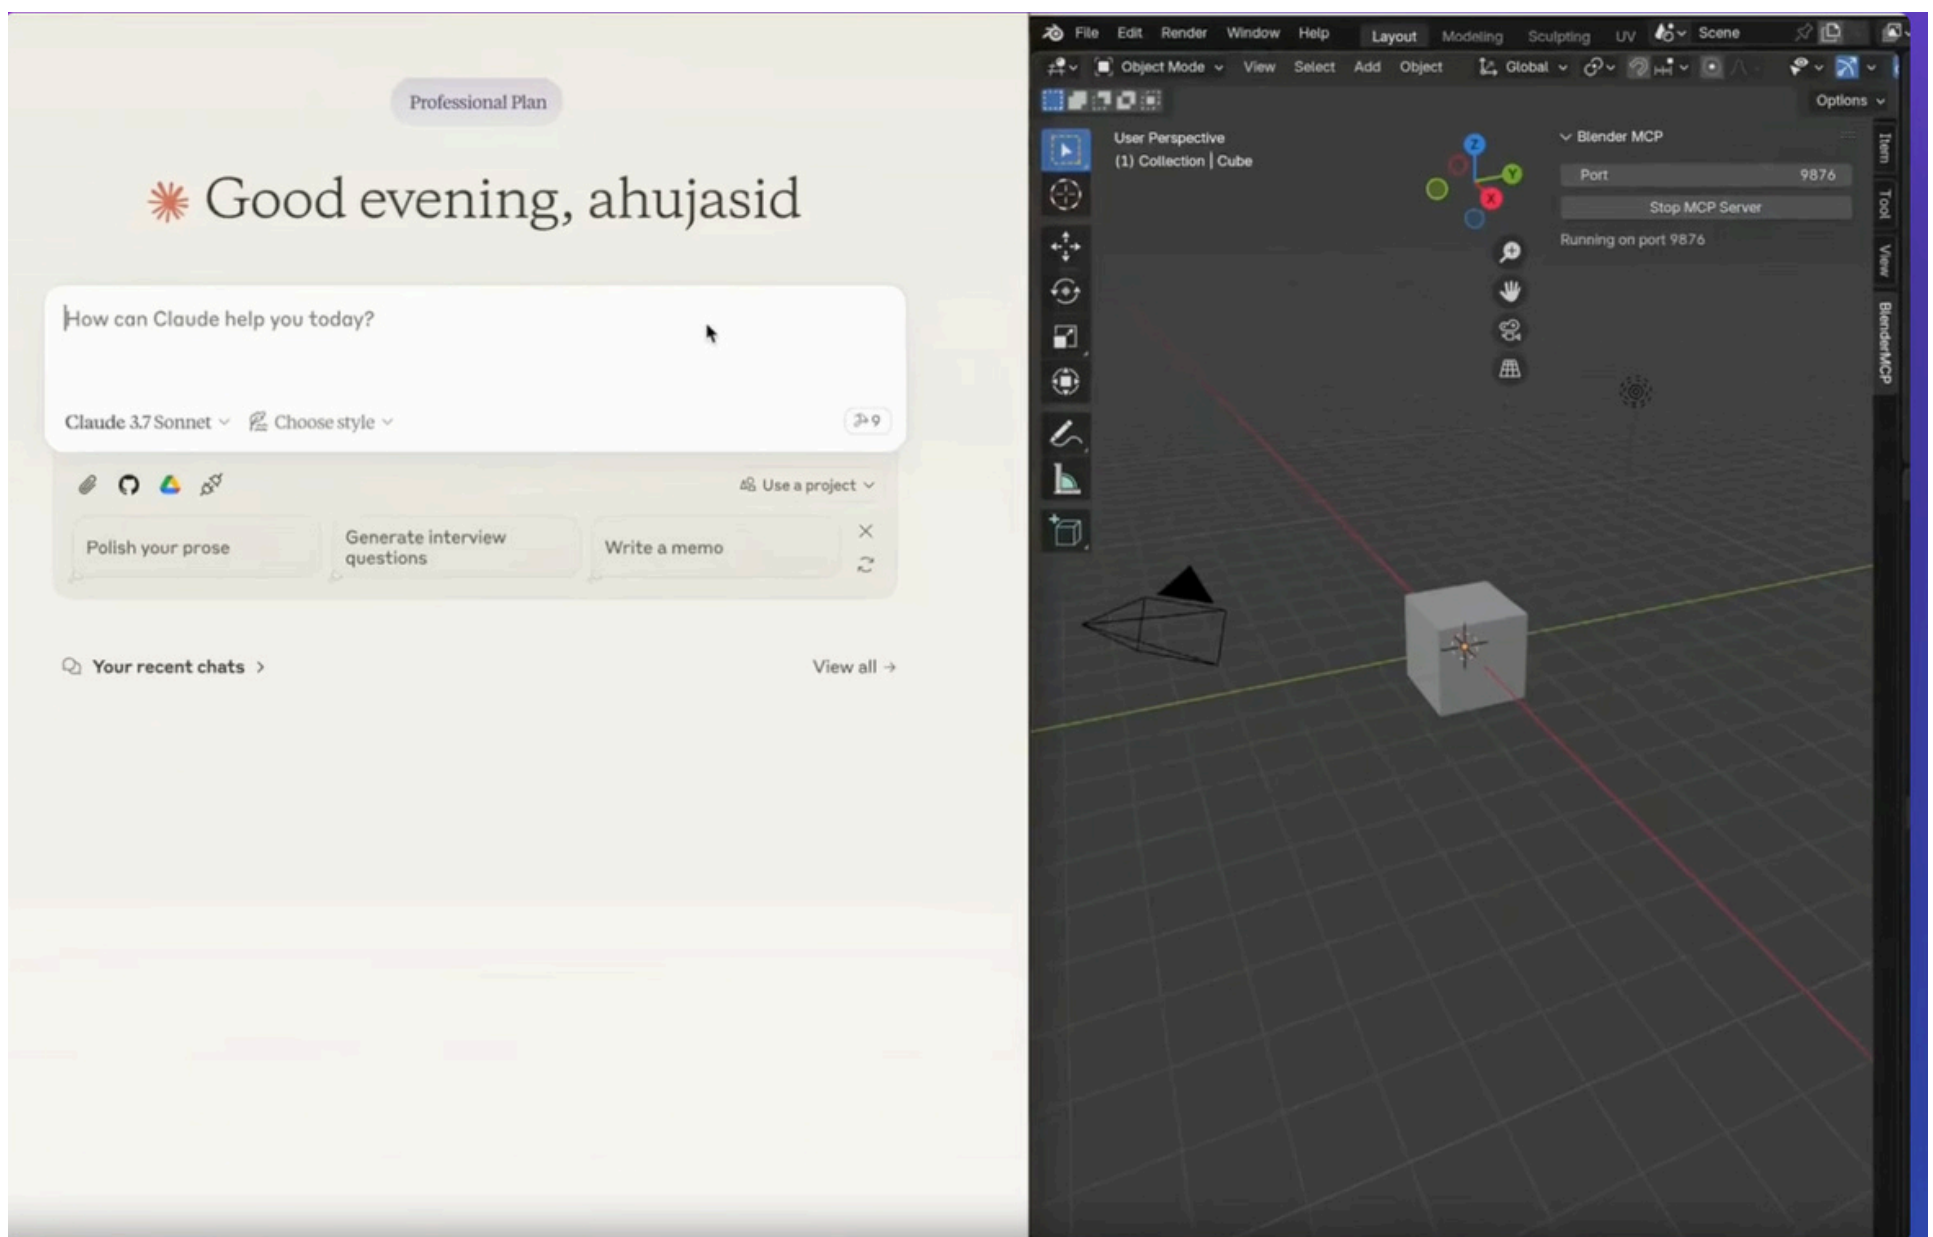 Professional Plan
Good evening, ahujasid
How can Claude help you today?
Claude 3.7 Sonnet
Choose style
9
Use a project
Polish your prose
Generate interview
questions
Write a memo
Your recent chats
View all
File Edit Render Window Help Layout Modeling Sculpting UV Scene
Object Mode View Select Add Object Global
Options
User Perspective
(1) Collection | Cube
Z
Y
X
Blender MCP
Port 9876
Stop MCP Server
Running on port 9876
Item
Tool
View
BlenderMCP